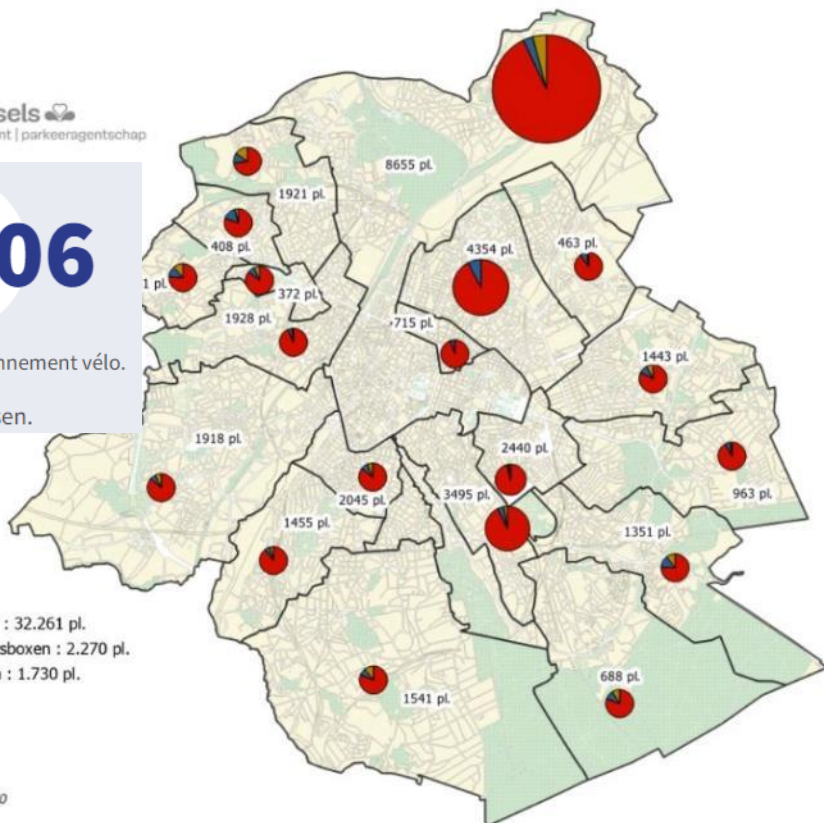 sels
nt | parkeeragentschap
06
nnement vélo.
sen.
8655 pl.
1921 pl.
408 pl.
1 pl.
372 pl.
1928 pl.
4354 pl.
463 pl.
715 pl.
1443 pl.
1918 pl.
2440 pl.
2045 pl.
3495 pl.
963 pl.
1455 pl.
1351 pl.
1541 pl.
688 pl.
: 32.261 pl.
sboxen : 2.270 pl.
: 1.730 pl.